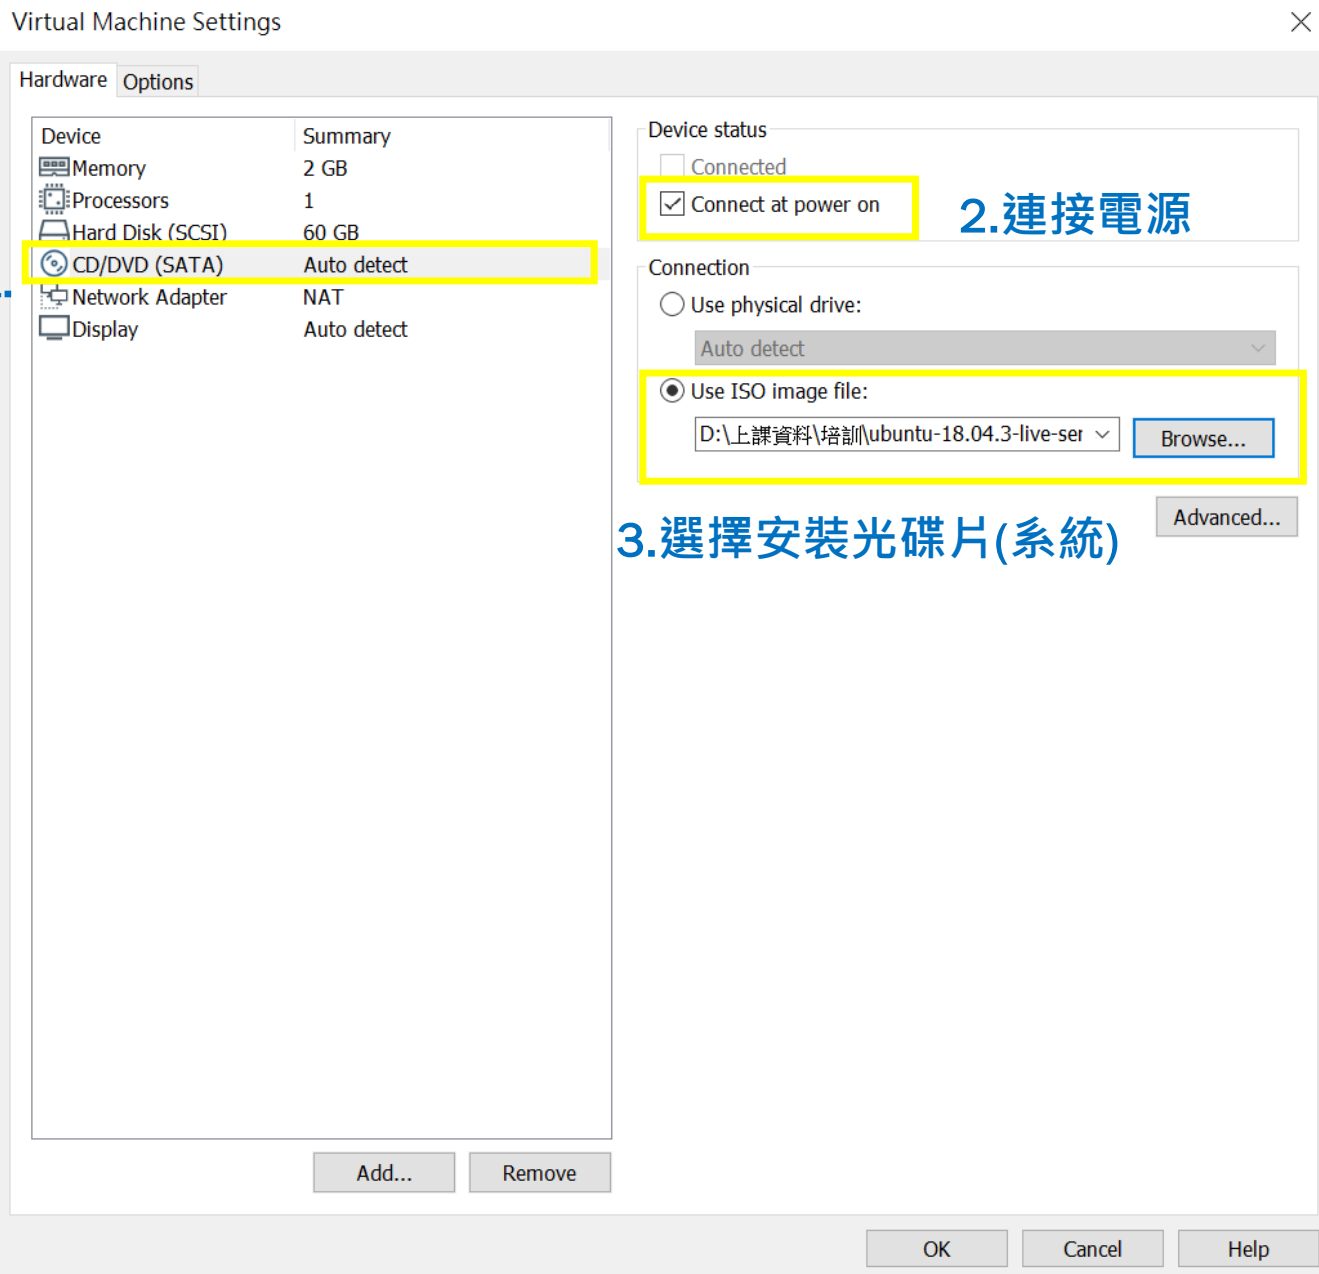 Virtual Machine Settings
Hardware
Options
Device Summary
Memory 2 GB
Processors 1
Hard Disk (SCSI) 60 GB
CD/DVD (SATA) Auto detect
Network Adapter NAT
Display Auto detect
Add...
Remove
Device status
Connected
Connect at power on
2.連接電源
Connection
Use physical drive:
Auto detect
Use ISO image file:
D:\上課資料\培訓\ubuntu-18.04.3-live-ser
Browse...
3.選擇安裝光碟片(系統)
Advanced...
OK
Cancel
Help